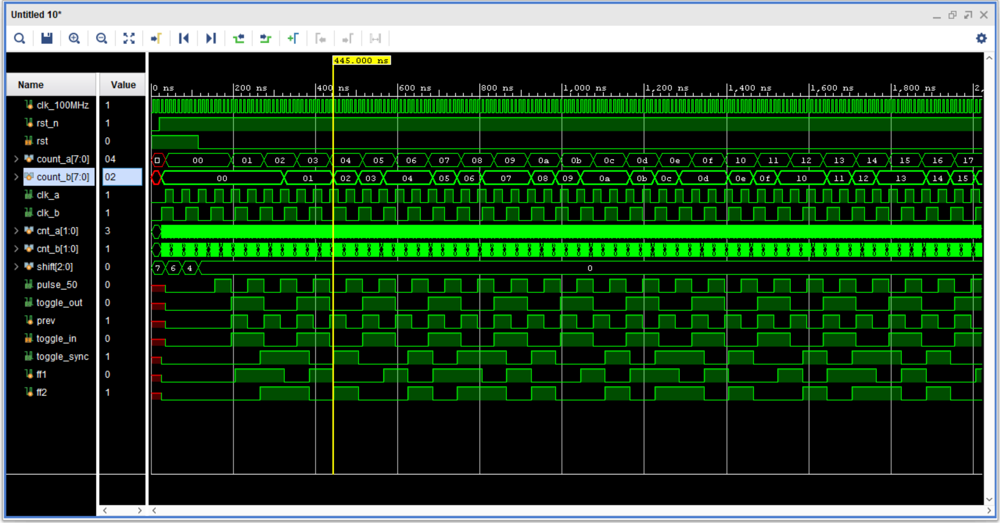 Untitled 10*
445.000 ns
Name Value
0 ns 200 ns 400 ns 600 ns 800 ns 1,000 ns 1,200 ns 1,400 ns 1,600 ns 1,800 ns 2,
clk_100MHz 1
rst_n 1
rst 0
count_a[7:0] 04 00 01 02 03 04 05 06 07 08 09 0a 0b 0c 0d 0e 0f 10 11 12 13 14 15 16 17
count_b[7:0] 02 00 01 02 03 04 05 06 07 08 09 0a 0b 0c 0d 0e 0f 10 11 12 13 14 15
clk_a 1
clk_b 1
cnt_a[1:0] 3
cnt_b[1:0] 1
shift[2:0] 0 7 6 4 0
pulse_50 0
toggle_out 0
prev 1
toggle_in 0
toggle_sync 1
ff1 0
ff2 1